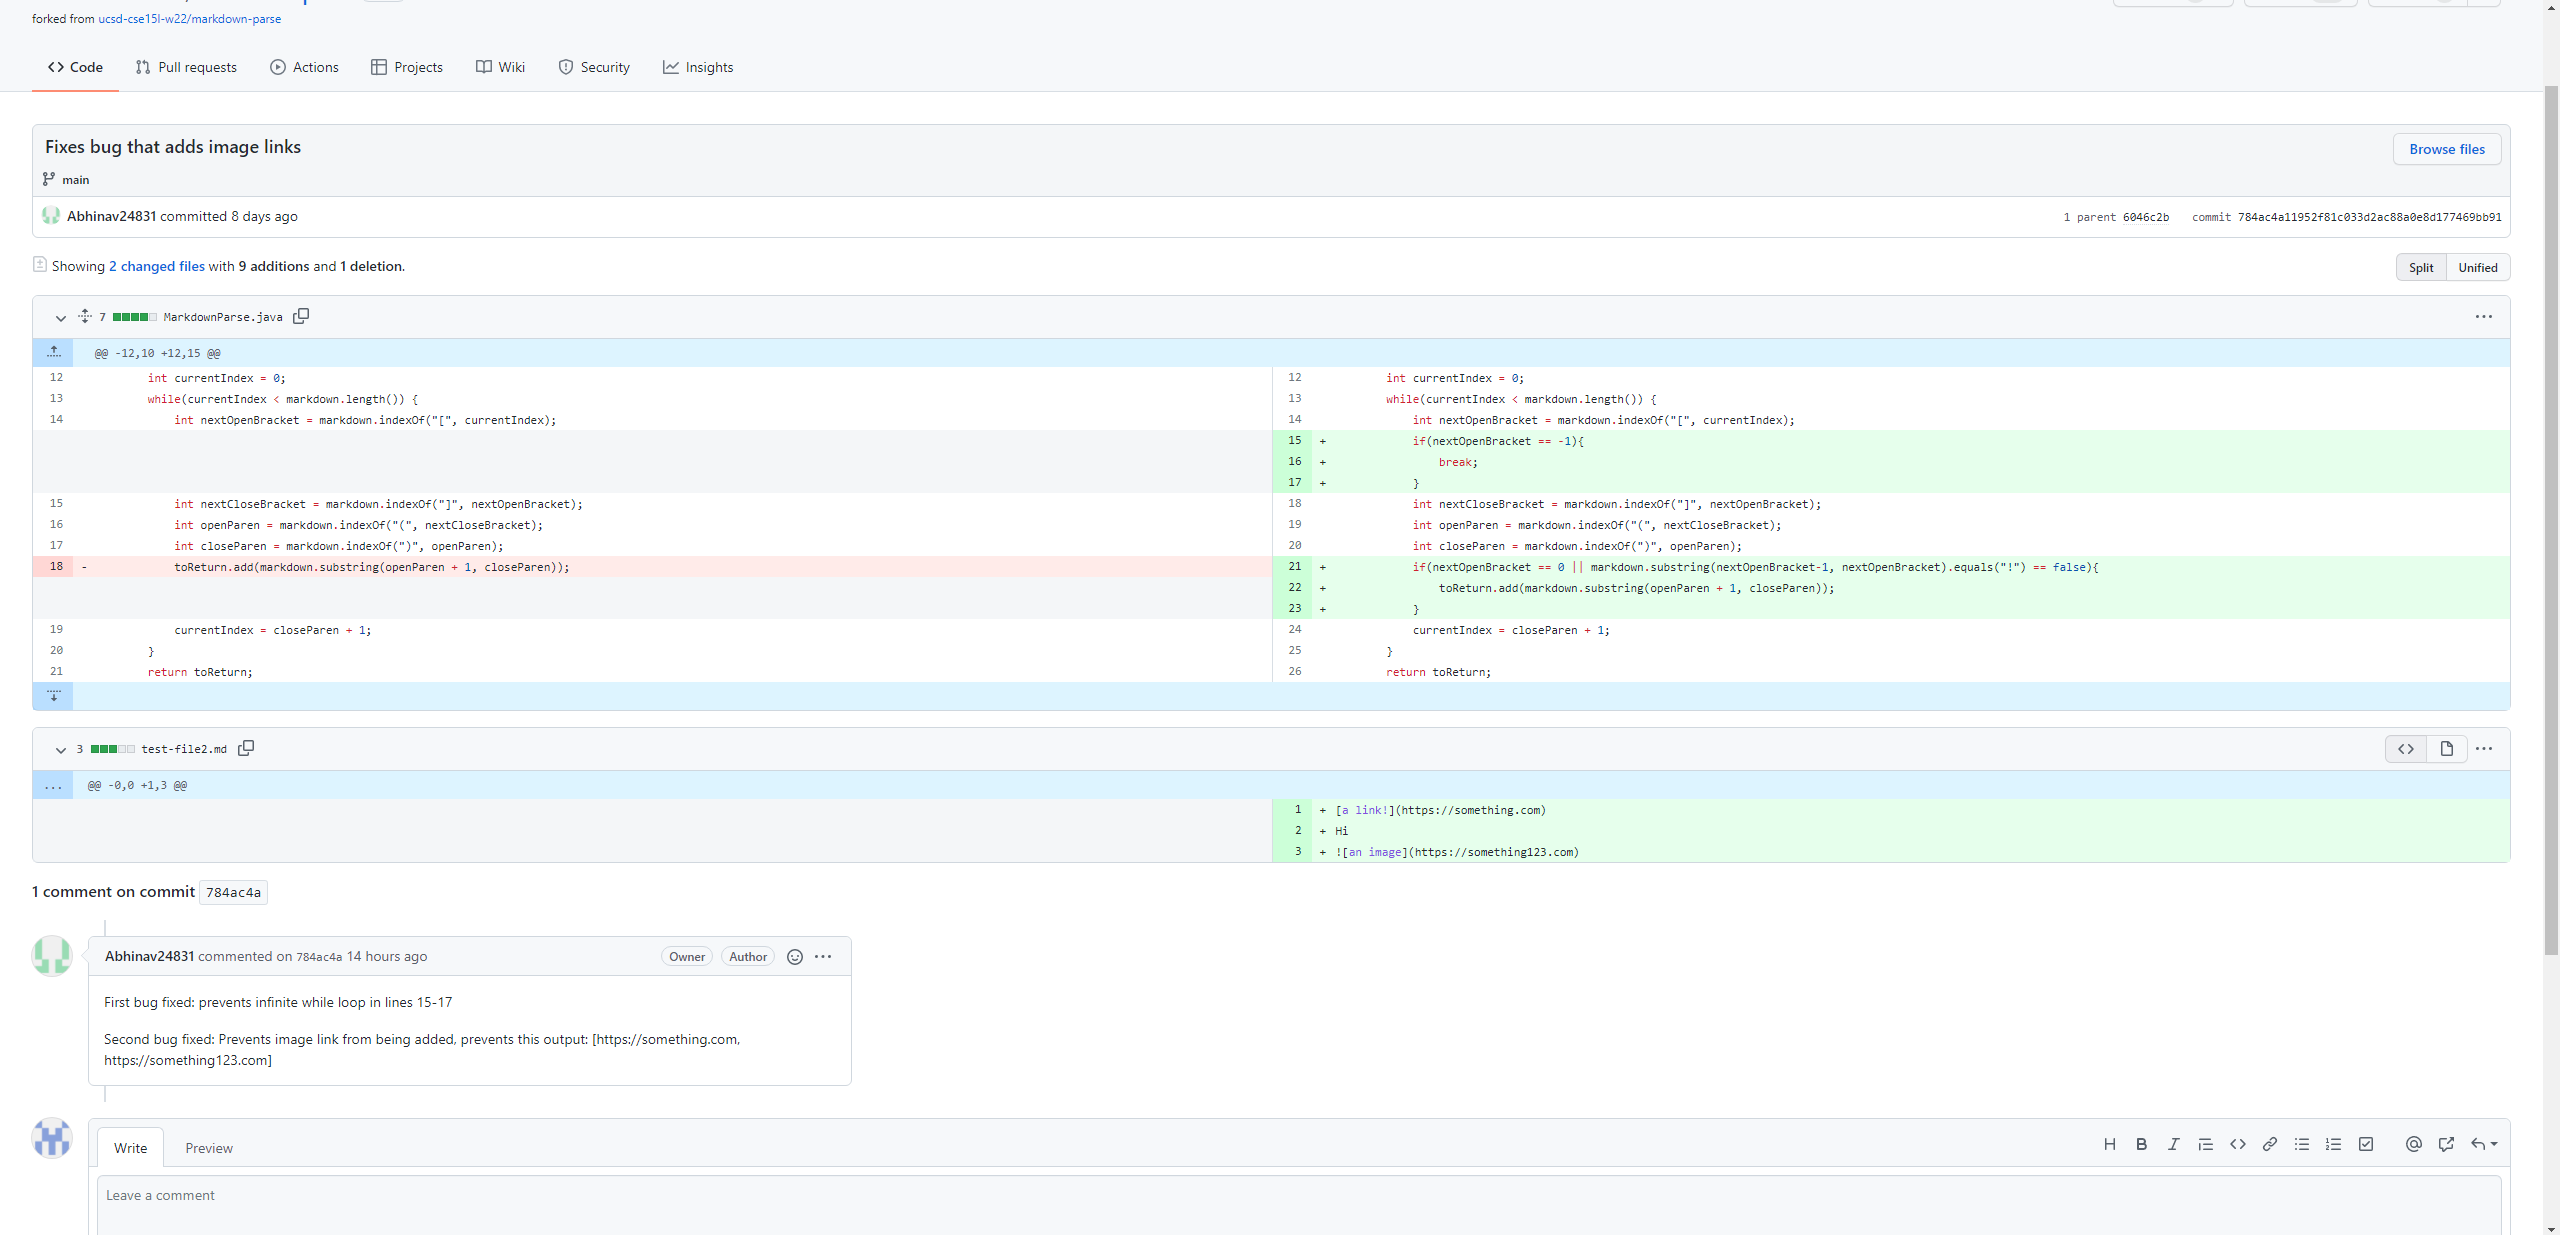 forked from ucsd-cse15l-w22/markdown-parse
Code Pull requests Actions Projects Wiki Security Insights
Fixes bug that adds image links
Browse files
main
Abhinav24831 committed 8 days ago
1 parent 6046c2b commit 784ac4a11952f81c033d2ac88a0e8d177469bb91
Showing 2 changed files with 9 additions and 1 deletion.
Split Unified
7 MarkdownParse.java
@@ -12,10 +12,15 @@
12 int currentIndex = 0;
13 while(currentIndex < markdown.length()) {
14 int nextOpenBracket = markdown.indexOf("[", currentIndex);
15 int nextCloseBracket = markdown.indexOf("]", nextOpenBracket);
16 int openParen = markdown.indexOf("(", nextCloseBracket);
17 int closeParen = markdown.indexOf(")", openParen);
18 - toReturn.add(markdown.substring(openParen + 1, closeParen));
19 currentIndex = closeParen + 1;
20 }
21 return toReturn;
12 int currentIndex = 0;
13 while(currentIndex < markdown.length()) {
14 int nextOpenBracket = markdown.indexOf("[", currentIndex);
15 + if(nextOpenBracket == -1){
16 + break;
17 + }
18 int nextCloseBracket = markdown.indexOf("]", nextOpenBracket);
19 int openParen = markdown.indexOf("(", nextCloseBracket);
20 int closeParen = markdown.indexOf(")", openParen);
21 + if(nextOpenBracket == 0 || markdown.substring(nextOpenBracket-1, nextOpenBracket).equals("!") == false){
22 + toReturn.add(markdown.substring(openParen + 1, closeParen));
23 + }
24 currentIndex = closeParen + 1;
25 }
26 return toReturn;
3 test-file2.md
... @@ -0,0 +1,3 @@
1 + [a link!](https://something.com)
2 + Hi
3 + ![an image](https://something123.com)
1 comment on commit 784ac4a
Abhinav24831 commented on 784ac4a 14 hours ago
Owner Author
First bug fixed: prevents infinite while loop in lines 15-17
Second bug fixed: Prevents image link from being added, prevents this output: [https://something.com,
https://something123.com]
Write Preview
Leave a comment